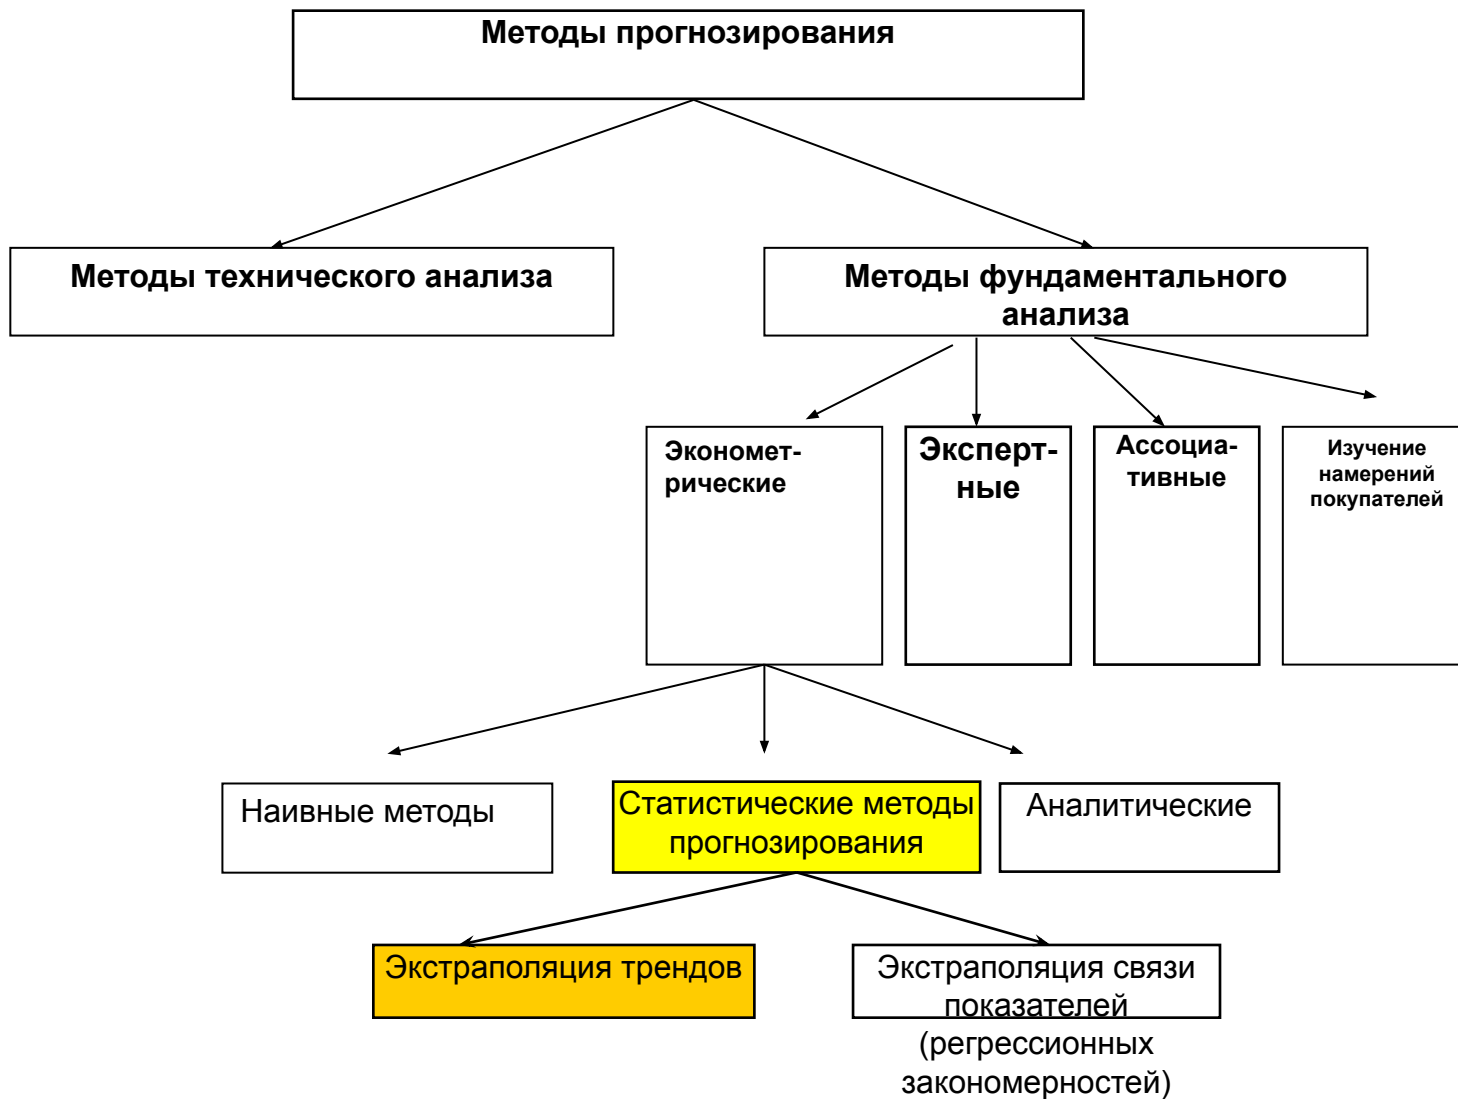 Методы прогнозирования
Методы технического анализа
Методы фундаментального
анализа
Экономет-
рические
Эксперт-
ные
Ассоциа-
тивные
Изучение
намерений
покупателей
Наивные методы
Статистические методы
прогнозирования
Аналитические
Экстраполяция трендов
Экстраполяция связи
показателей
(регрессионных
закономерностей)